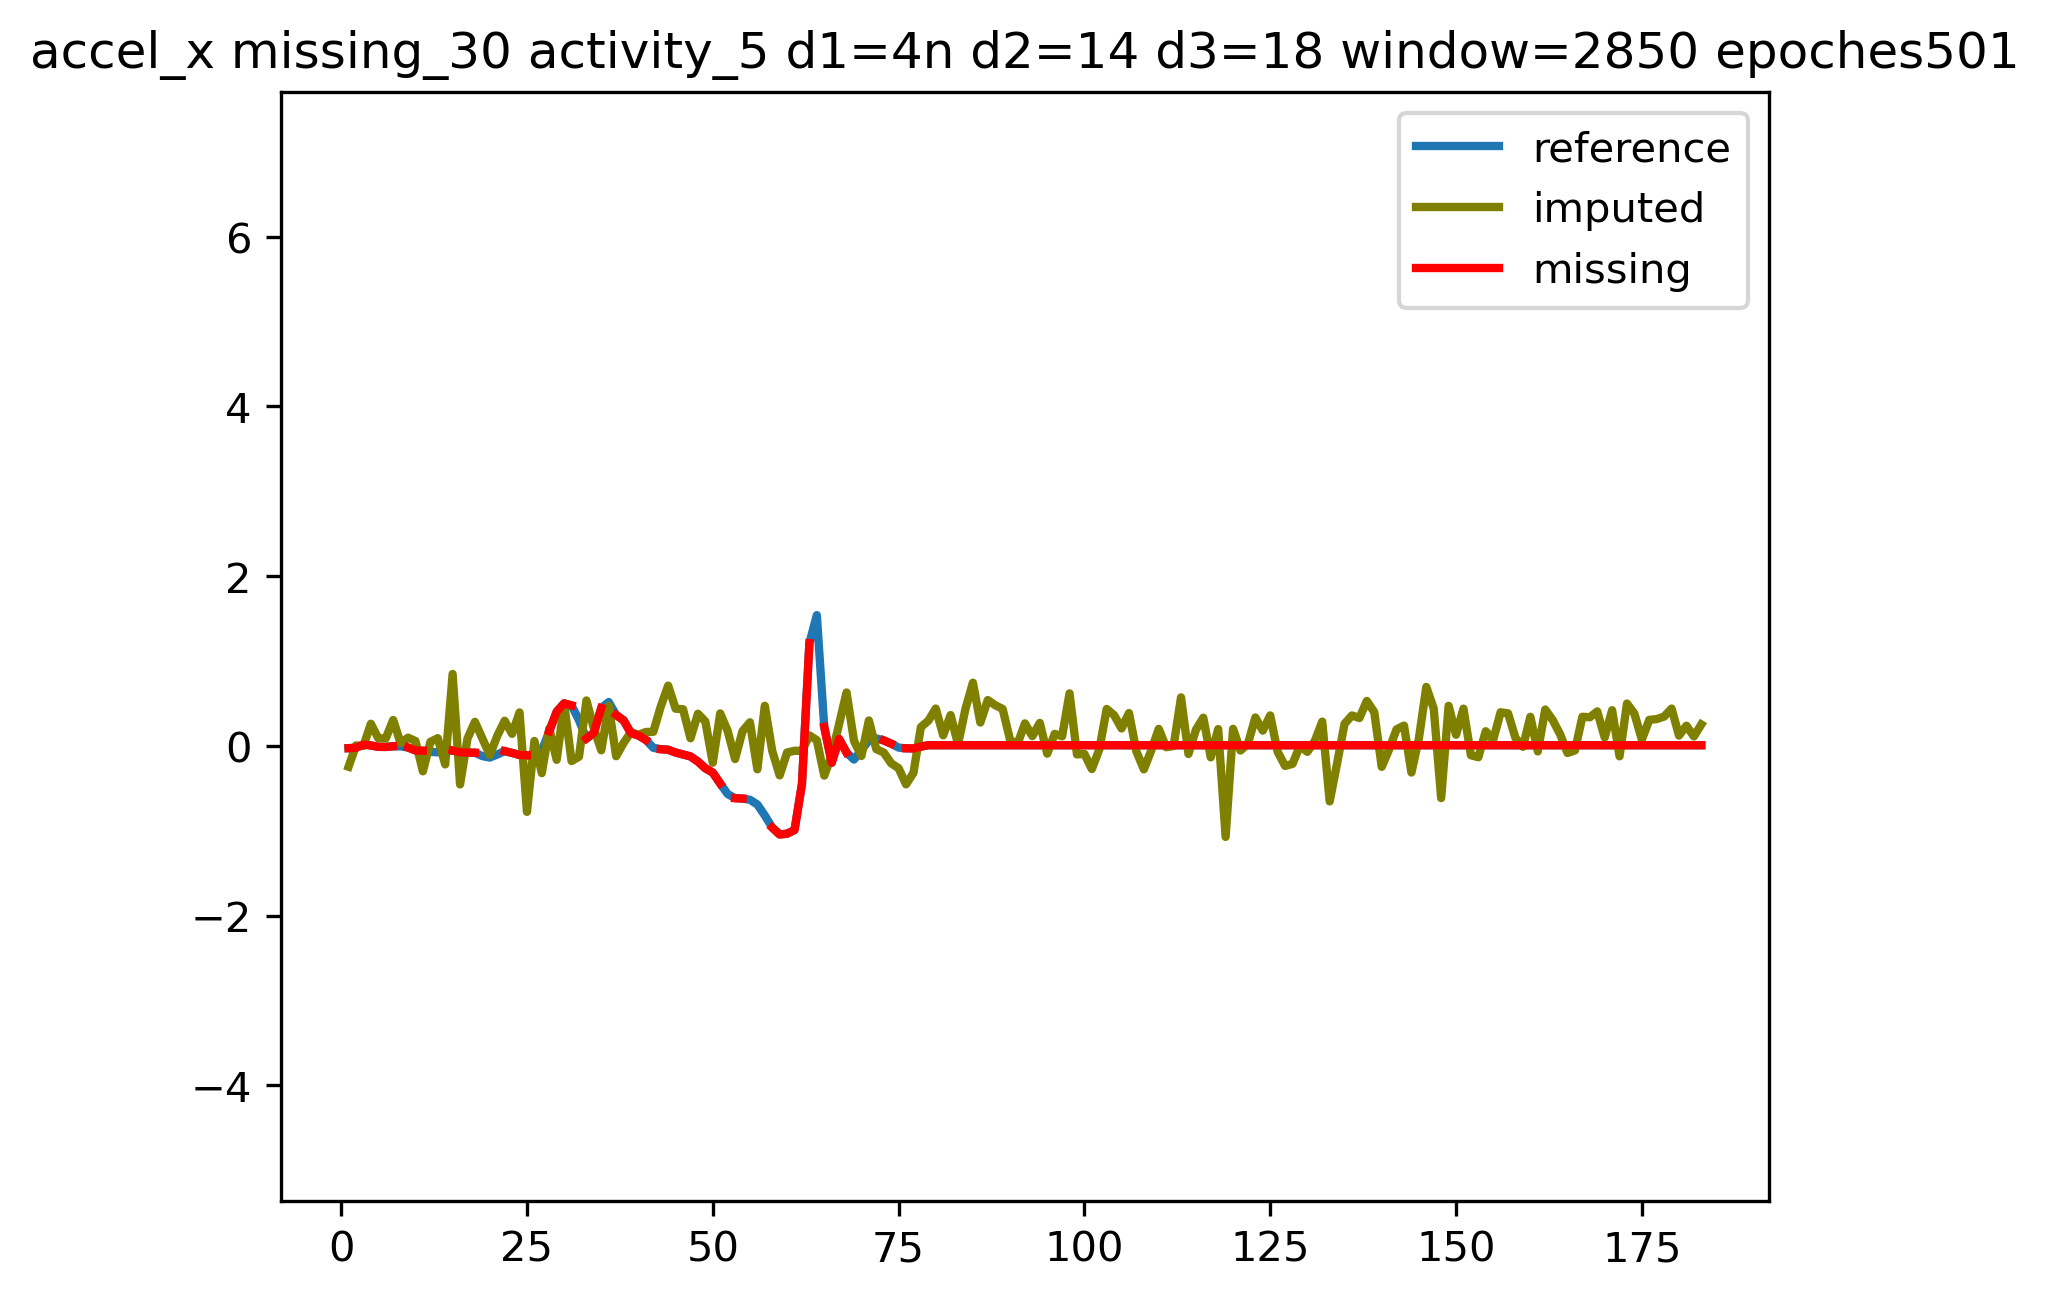 accel_x missing_30 activity_5 d1=4n d2=14 d3=18 window=2850 epoches501
reference
imputed
missing
6
4
2
0
−2
−4
0 25 50 75 100 125 150 175